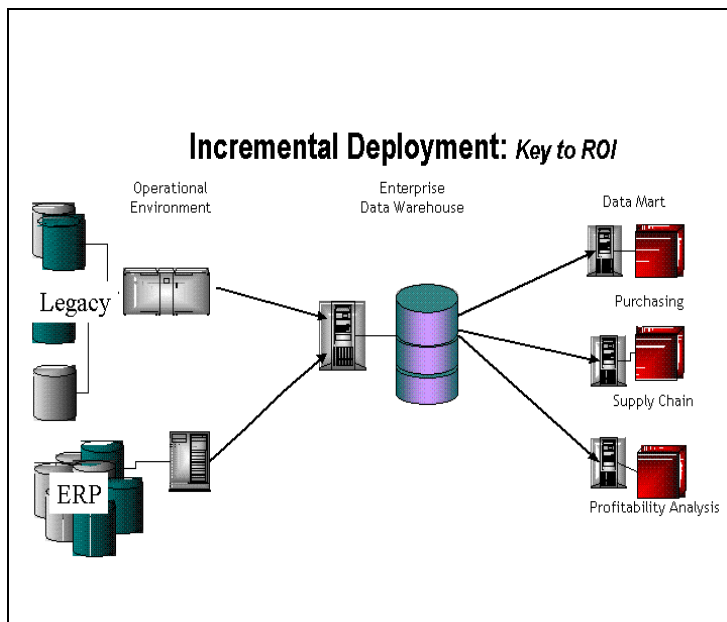 Incremental Deployment: Key to ROI
Operational
Environment
Enterprise
Data Warehouse
Data Mart
Legacy
Purchasing
Supply Chain
ERP
Profitability Analysis